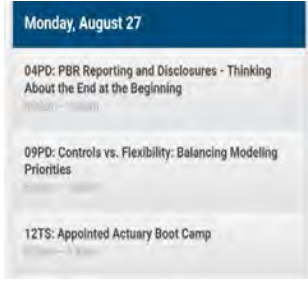 Monday, August 27
04PD: PBR Reporting and Disclosures - Thinking
About the End at the Beginning
09PD: Controls vs. Flexibility: Balancing Modeling
Priorities
12TS: Appointed Actuary Boot Camp